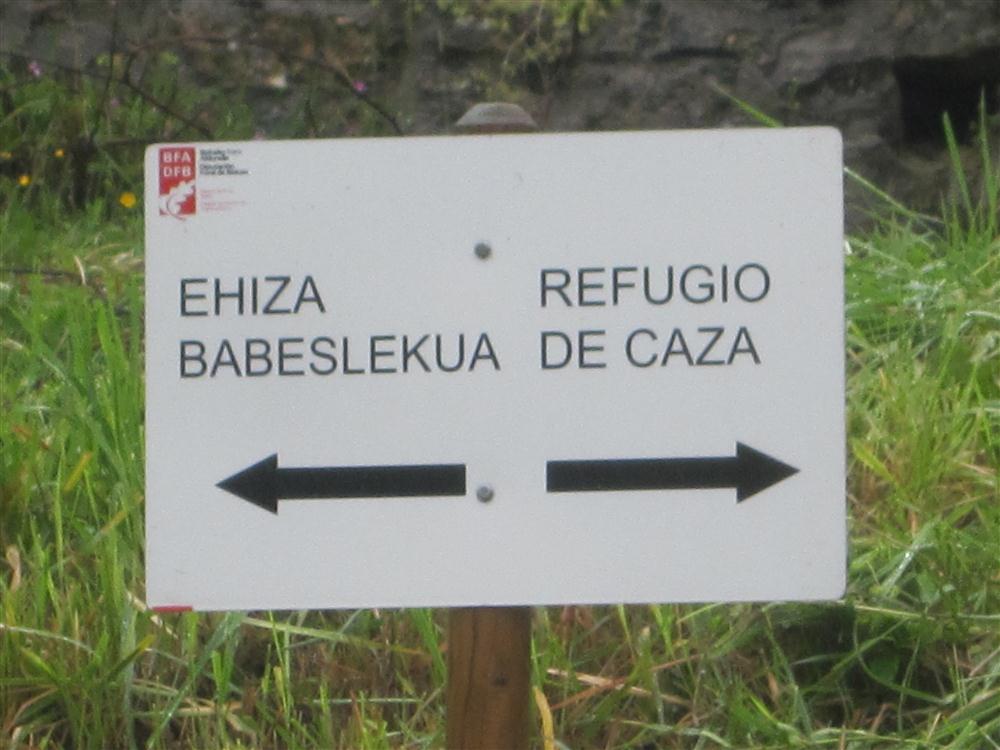 BFA
DFB
EHIZA
BABESLEKUA
REFUGIO
DE CAZA